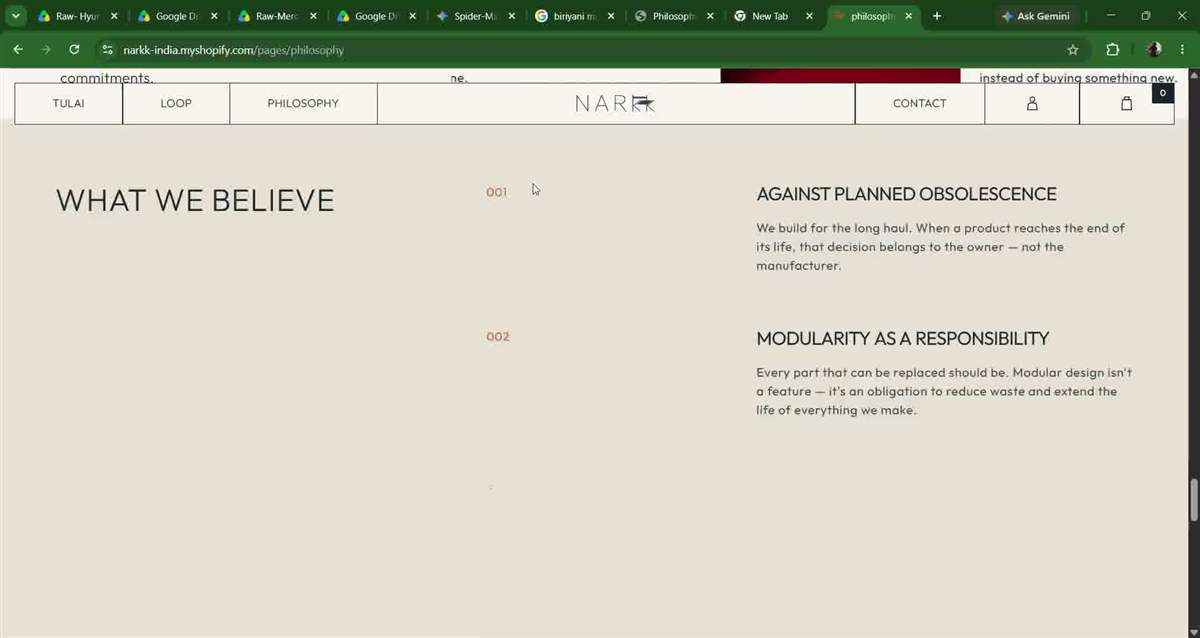 Raw- Hyu
Google D
Raw-Merc
Google D
Spider-Ma
biriyani m
Philosoph
New Tab
philosoph
Ask Gemini
narkk-india.myshopify.com/pages/philosophy
commitments.
ne.
instead of buying something new.
TULAI
LOOP
PHILOSOPHY
NARKK
CONTACT
0
WHAT WE BELIEVE
001
AGAINST PLANNED OBSOLESCENCE
We build for the long haul. When a product reaches the end of
its life, that decision belongs to the owner — not the
manufacturer.
002
MODULARITY AS A RESPONSIBILITY
Every part that can be replaced should be. Modular design isn't
a feature — it's an obligation to reduce waste and extend the
life of everything we make.